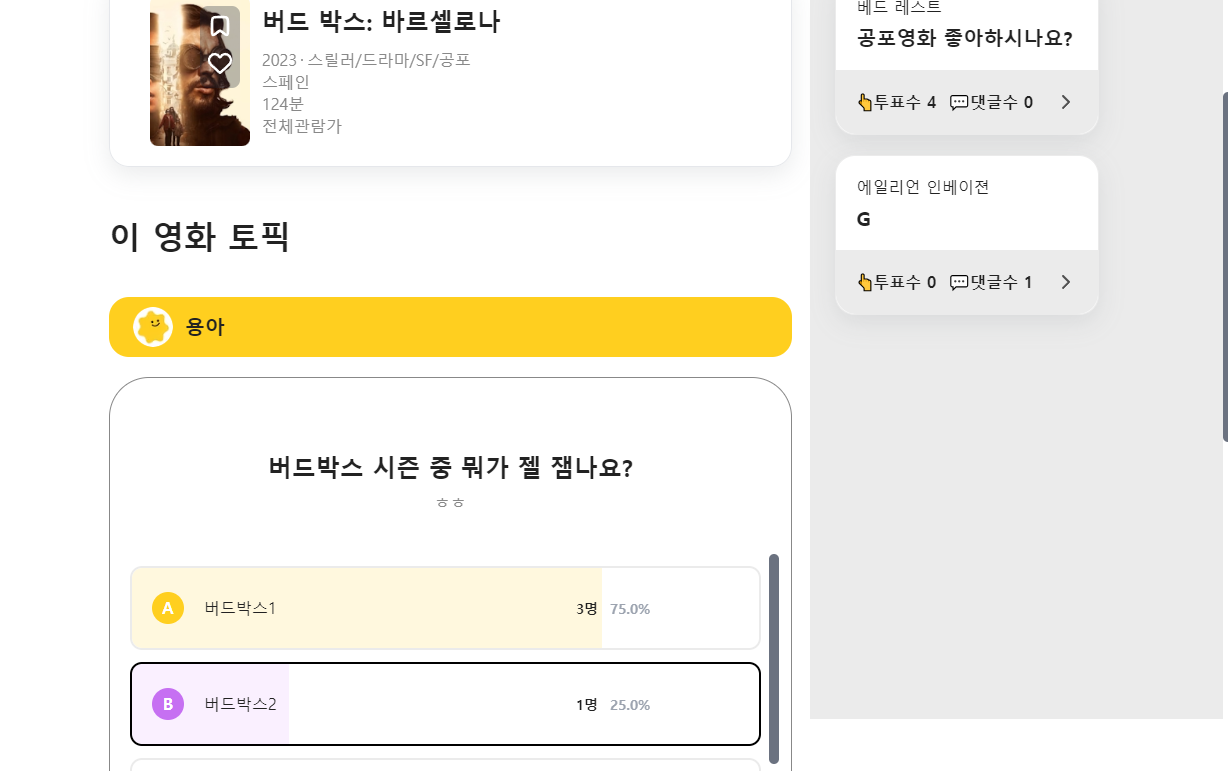 버드 박스: 바르셀로나
2023 · 스릴러/드라마/SF/공포
스페인
124분
전체관람가
이 영화 토픽
용아
버드박스 시즌 중 뭐가 젤 잼나요?
ㅎㅎ
A 버드박스1 3명 75.0%
B 버드박스2 1명 25.0%
베드 레스트
공포영화 좋아하시나요?
투표수 4 댓글수 0
에일리언 인베이젼
G
투표수 0 댓글수 1